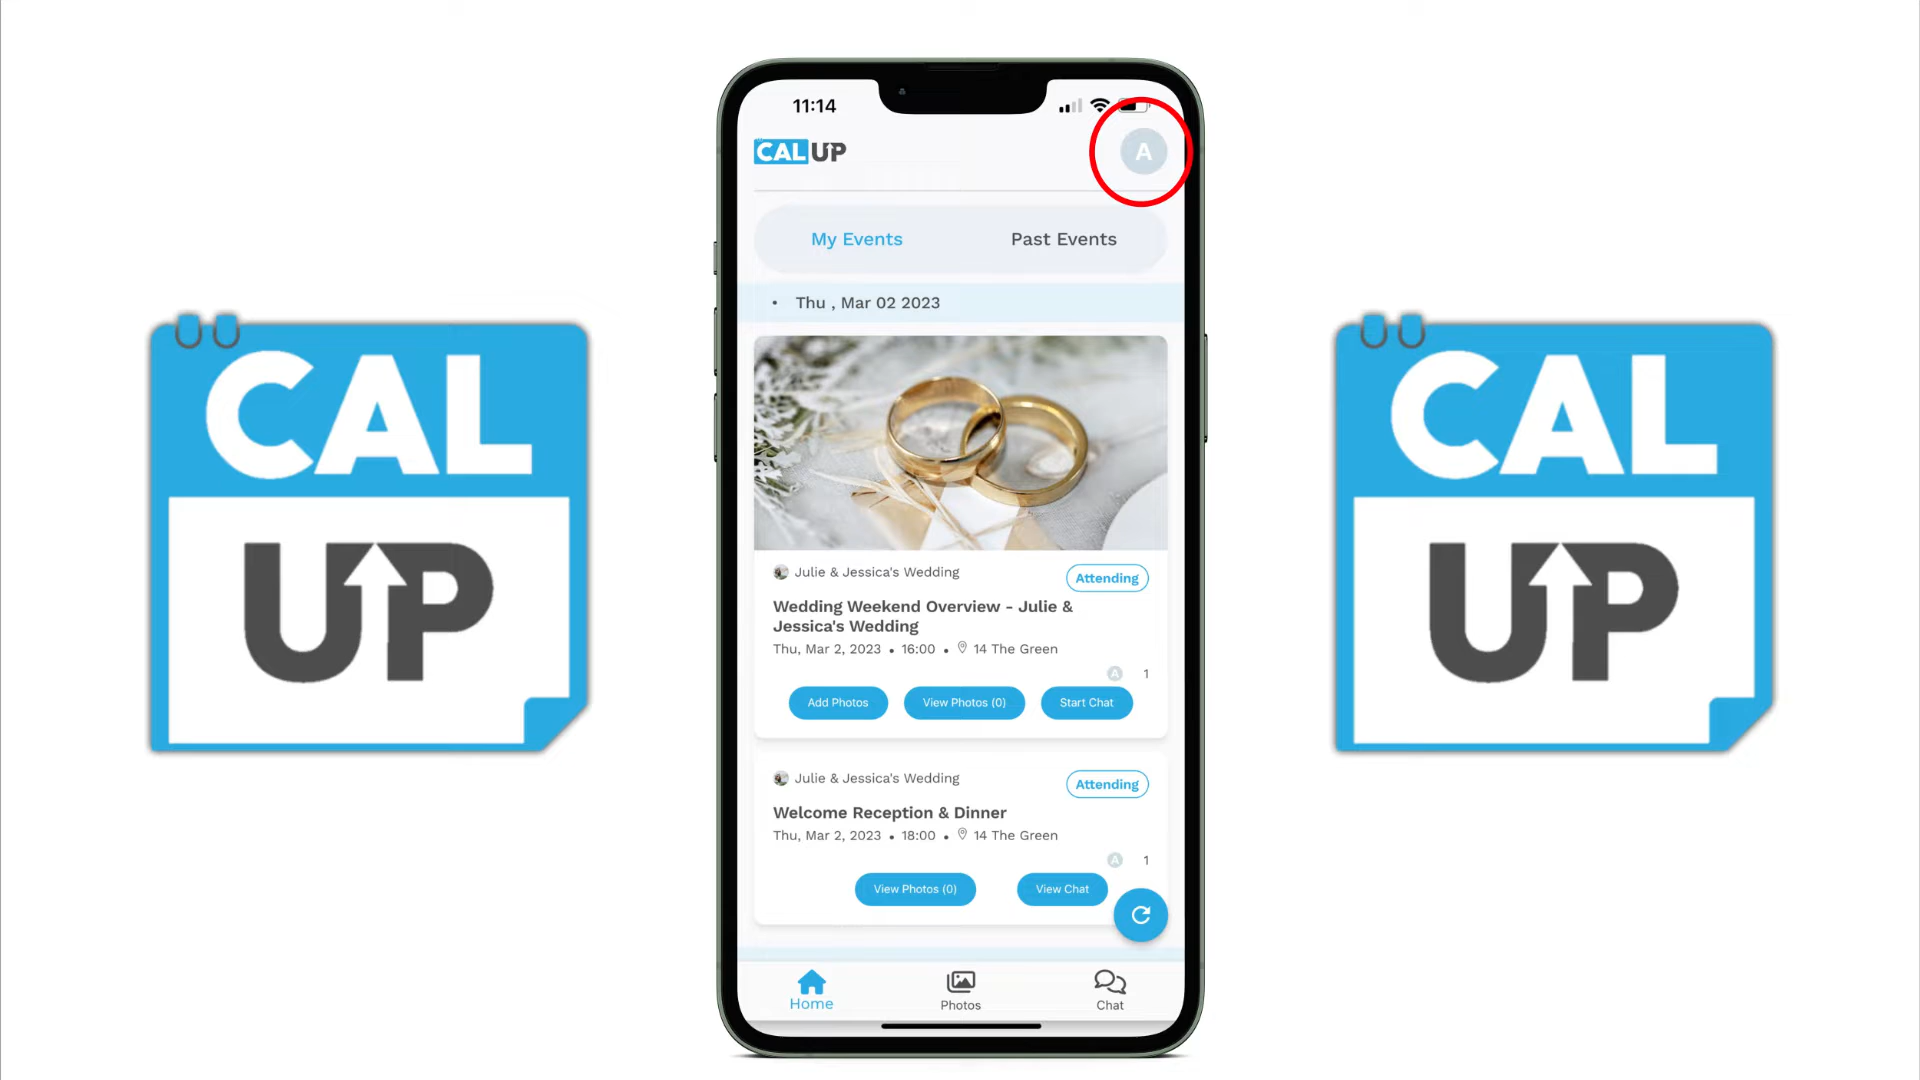 CAL
UP
11:14
CAL UP
A
My Events
Past Events
• Thu , Mar 02 2023
Julie & Jessica's Wedding
Attending
Wedding Weekend Overview - Julie &
Jessica's Wedding
Thu, Mar 2, 2023 • 16:00 • 14 The Green
A 1
Add Photos
View Photos (0)
Start Chat
Julie & Jessica's Wedding
Attending
Welcome Reception & Dinner
Thu, Mar 2, 2023 • 18:00 • 14 The Green
A 1
View Photos (0)
View Chat
Home
Photos
Chat
CAL
UP